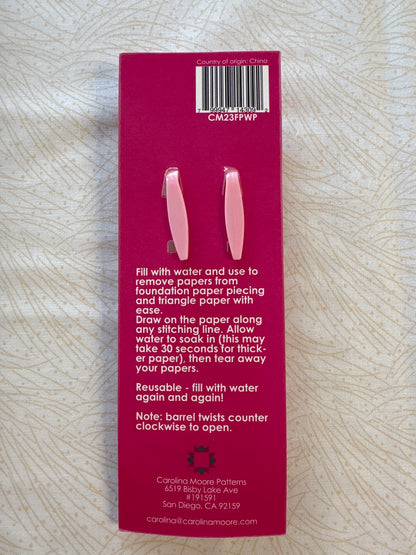 Country of origin: China
CM23FPWP
Fill with water and use to
remove papers from
foundation paper piecing
and triangle paper with
ease.
Draw on the paper along
any stitching line. Allow
water to soak in (this may
take 30 seconds for thick-
er paper), then tear away
your papers.
Reusable - fill with water
again and again!
Note: barrel twists counter
clockwise to open.
Carolina Moore Patterns
6519 Bisby Lake Ave
#191591
San Diego, CA 92159
carolina@carolinamoore.com